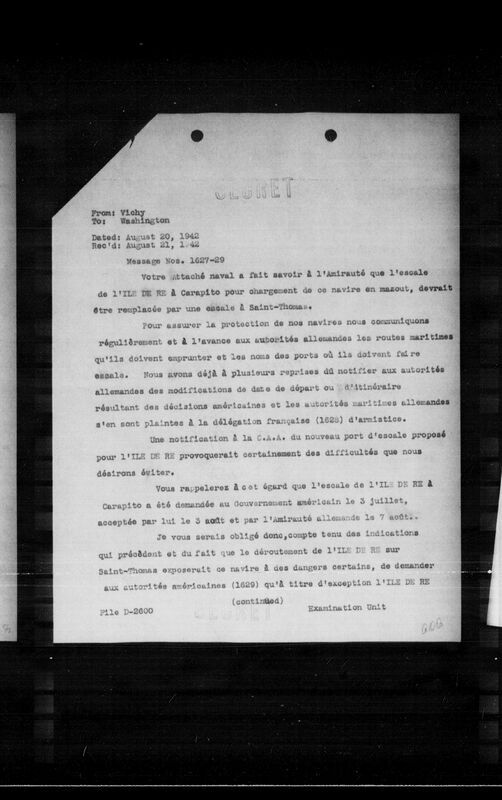 SECRET
From: Vichy
To: Washington
Dated: August 20, 1942
Rec'd: August 21, 1942
Message Nos. 1627-29
Votre Attaché naval a fait savoir à l'Amirauté que l'escale
de l'ILE DE RE à Carapito pour chargement de ce navire en mazout, devrait
être remplacée par une escale à Saint-Thomas.
Pour assurer la protection de nos navires nous communiquons
régulièrement et à l'avance aux autorités allemandes les routes maritimes
qu'ils doivent emprunter et les noms des ports où ils doivent faire
escale. Nous avons déjà à plusieurs reprises dû notifier aux autorités
allemandes des modifications de date de départ ou d'itinéraire
résultant des décisions américaines et les autorités maritimes allemandes
s'en sont plaintes à la délégation française (1628) d'armistice.
Une notification à la C.A.A. du nouveau port d'escale proposé
pour l'ILE DE RE provoquerait certainement des difficultés que nous
désirons éviter.
Vous rappelerez à cet égard que l'escale de l'ILE DE RE à
Carapito a été demandée au Gouvernement américain le 3 juillet,
acceptée par lui le 3 août et par l'Amirauté allemande le 7 août..
Je vous serais obligé donc,compte tenu des indications
qui précèdent et du fait que le déroutement de l'ILE DE RE sur
Saint-Thomas exposerait ce navire à des dangers certains, de demander
aux autorités américaines (1629) qu'à titre d'exception l'ILE DE RE
(continued)
File D-2600
Examination Unit
SECRET